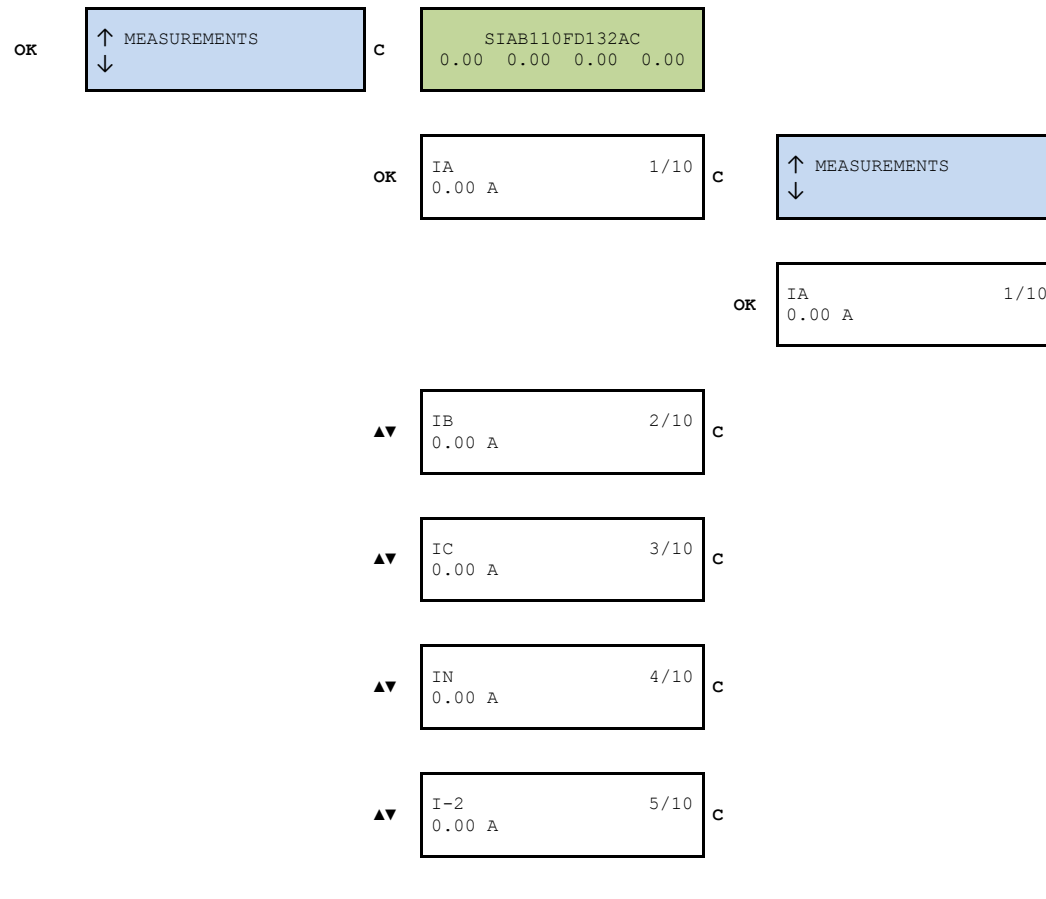 OK
↑ MEASUREMENTS
↓
C
SIAB110FD132AC
0.00 0.00 0.00 0.00
OK
IA 1/10
0.00 A
C
↑ MEASUREMENTS
↓
OK
IA 1/10
0.00 A
▲▼
IB 2/10
0.00 A
C
▲▼
IC 3/10
0.00 A
C
▲▼
IN 4/10
0.00 A
C
▲▼
I-2 5/10
0.00 A
C